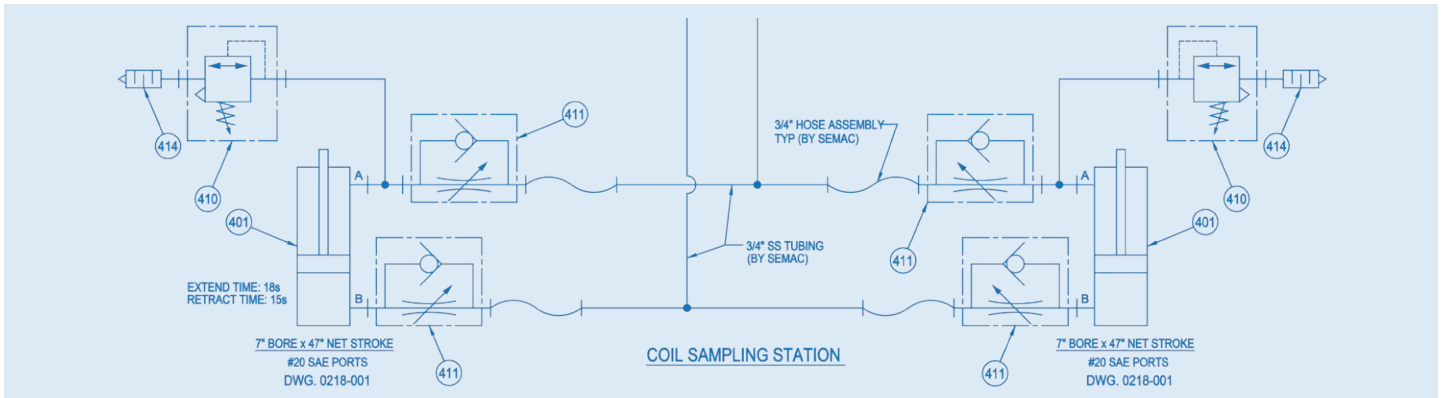 411
3/4" HOSE ASSEMBLY
TYP (BY SEMAC)
414
414
A
A
410
410
401
401
411
411
3/4" SS TUBING
(BY SEMAC)
EXTEND TIME: 18s
RETRACT TIME: 15s
B
B
7" BORE x 47" NET STROKE
#20 SAE PORTS
DWG. 0218-001
411
COIL SAMPLING STATION
411
7" BORE x 47" NET STROKE
#20 SAE PORTS
DWG. 0218-001